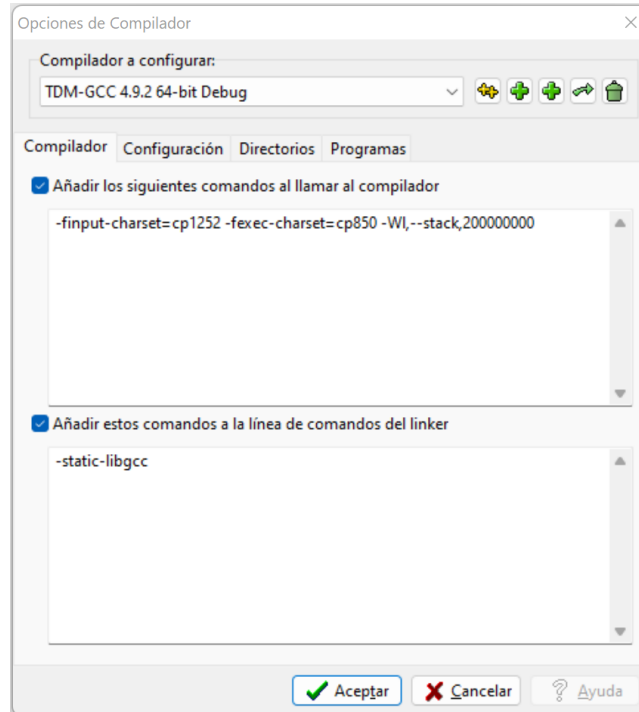 Opciones de Compilador
Compilador a configurar:
TDM-GCC 4.9.2 64-bit Debug
Compilador Configuración Directorios Programas
Añadir los siguientes comandos al llamar al compilador
-finput-charset=cp1252 -fexec-charset=cp850 -Wl,--stack,200000000
Añadir estos comandos a la línea de comandos del linker
-static-libgcc
Aceptar Cancelar Ayuda